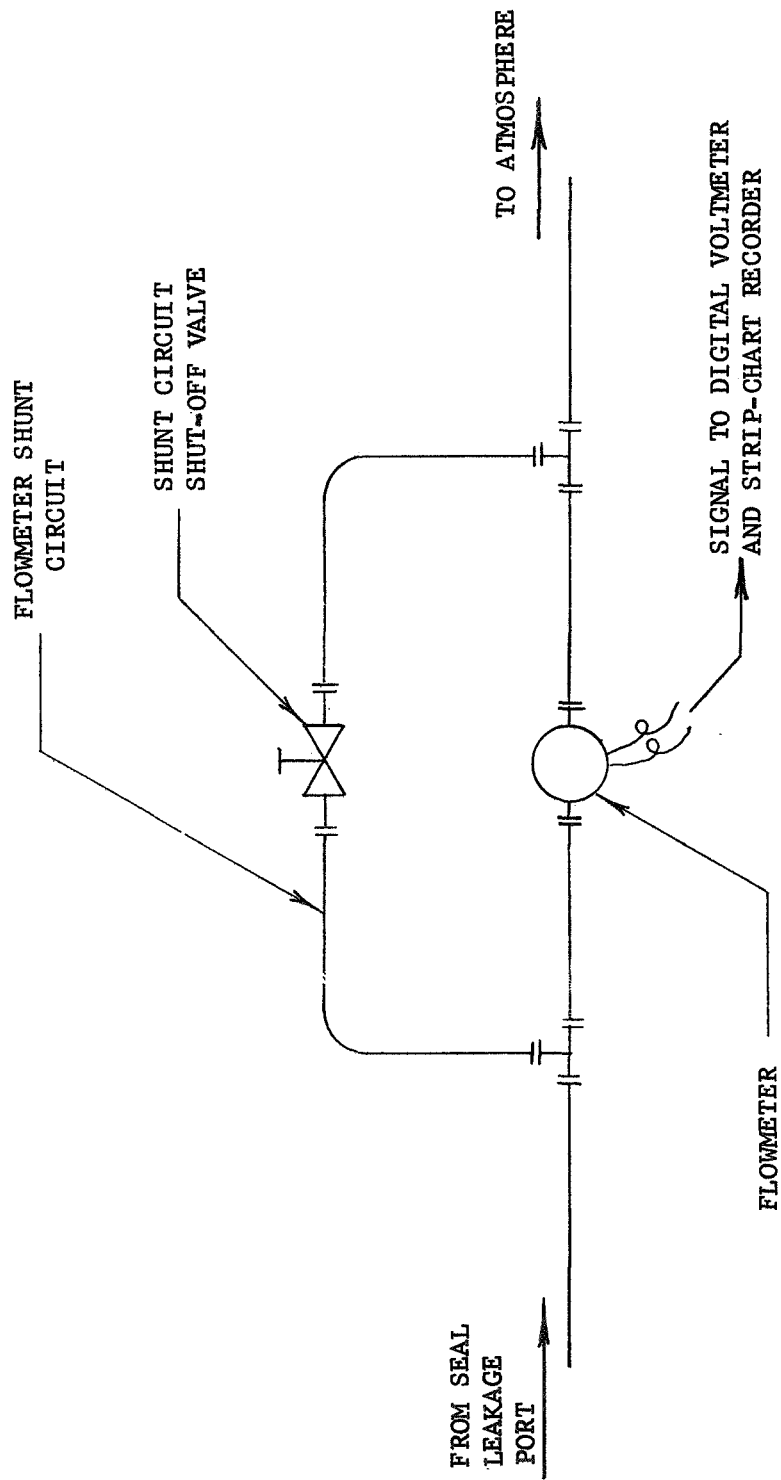 FLOWMETER SHUNT
CIRCUIT
SHUNT CIRCUIT
SHUT-OFF VALVE
TO ATMOSPHERE
FROM SEAL
LEAKAGE
PORT
SIGNAL TO DIGITAL VOLTMETER
AND STRIP-CHART RECORDER
FLOWMETER